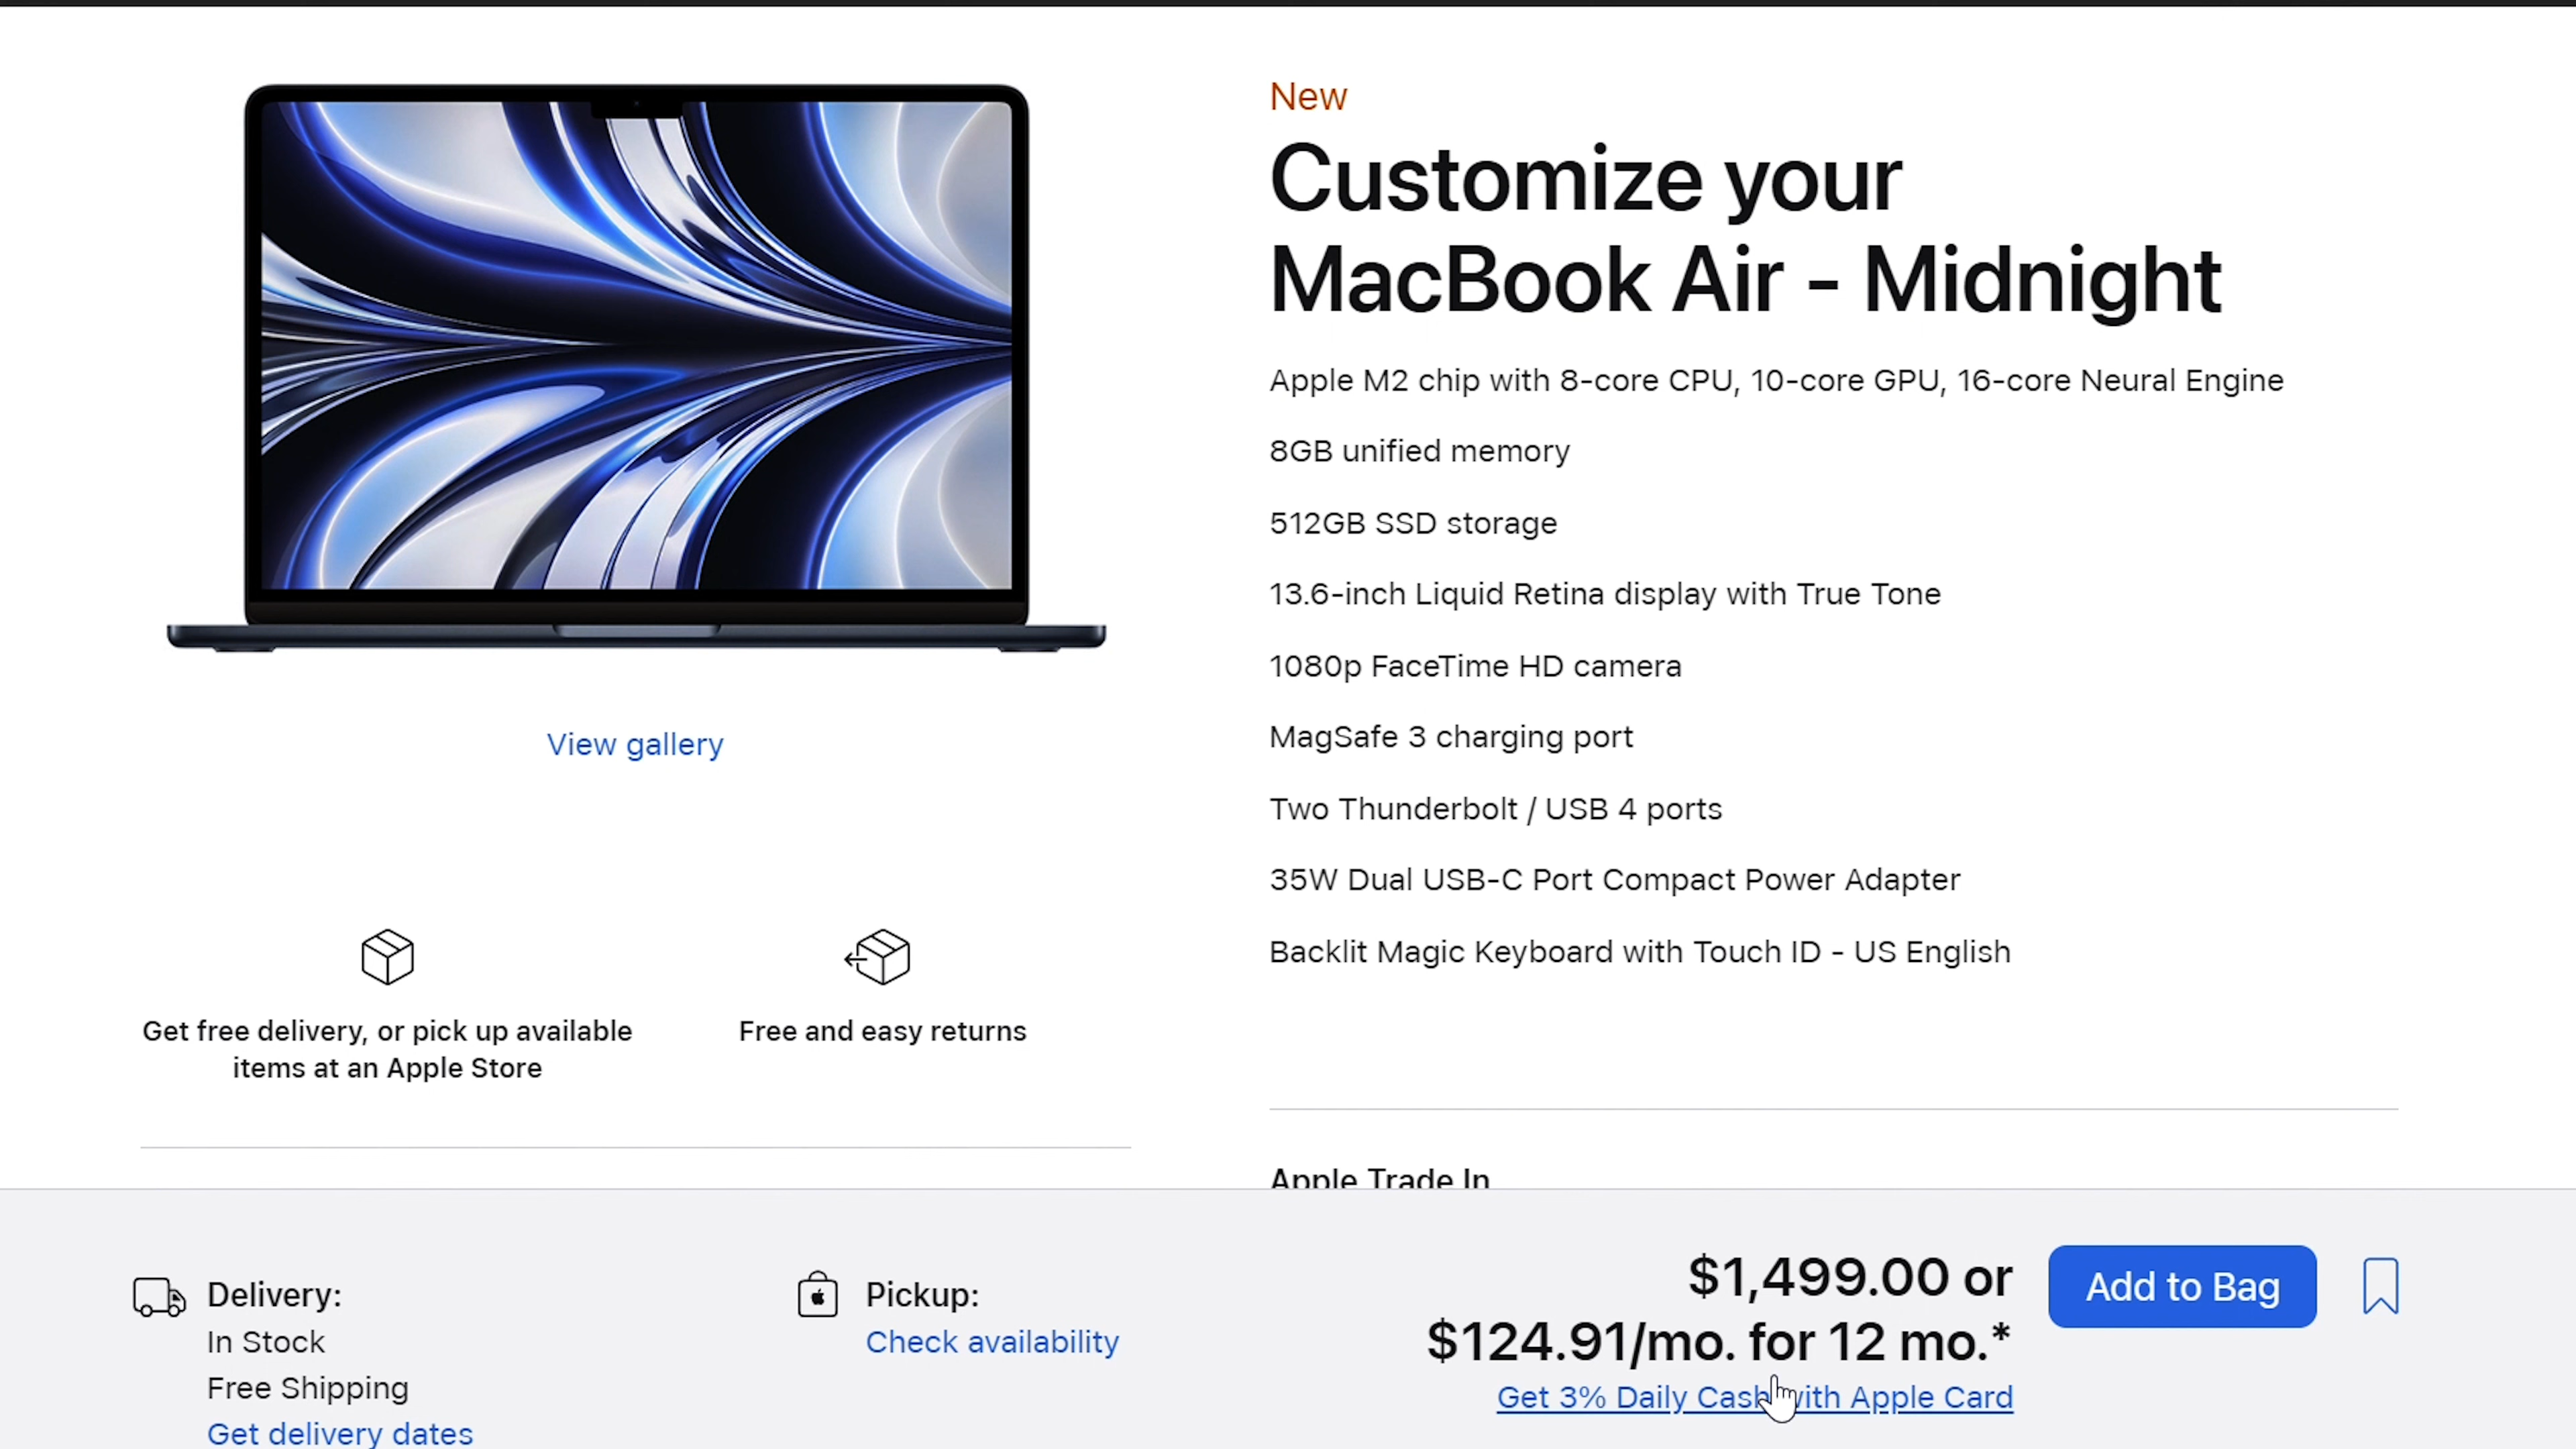 New
Customize your
MacBook Air - Midnight
Apple M2 chip with 8-core CPU, 10-core GPU, 16-core Neural Engine
8GB unified memory
512GB SSD storage
13.6-inch Liquid Retina display with True Tone
1080p FaceTime HD camera
MagSafe 3 charging port
Two Thunderbolt / USB 4 ports
35W Dual USB-C Port Compact Power Adapter
Backlit Magic Keyboard with Touch ID - US English
View gallery
Get free delivery, or pick up available
items at an Apple Store
Free and easy returns
Apple Trade In
Delivery:
In Stock
Free Shipping
Get delivery dates
Pickup:
Check availability
$1,499.00 or
$124.91/mo. for 12 mo.*
Get 3% Daily Cash with Apple Card
Add to Bag